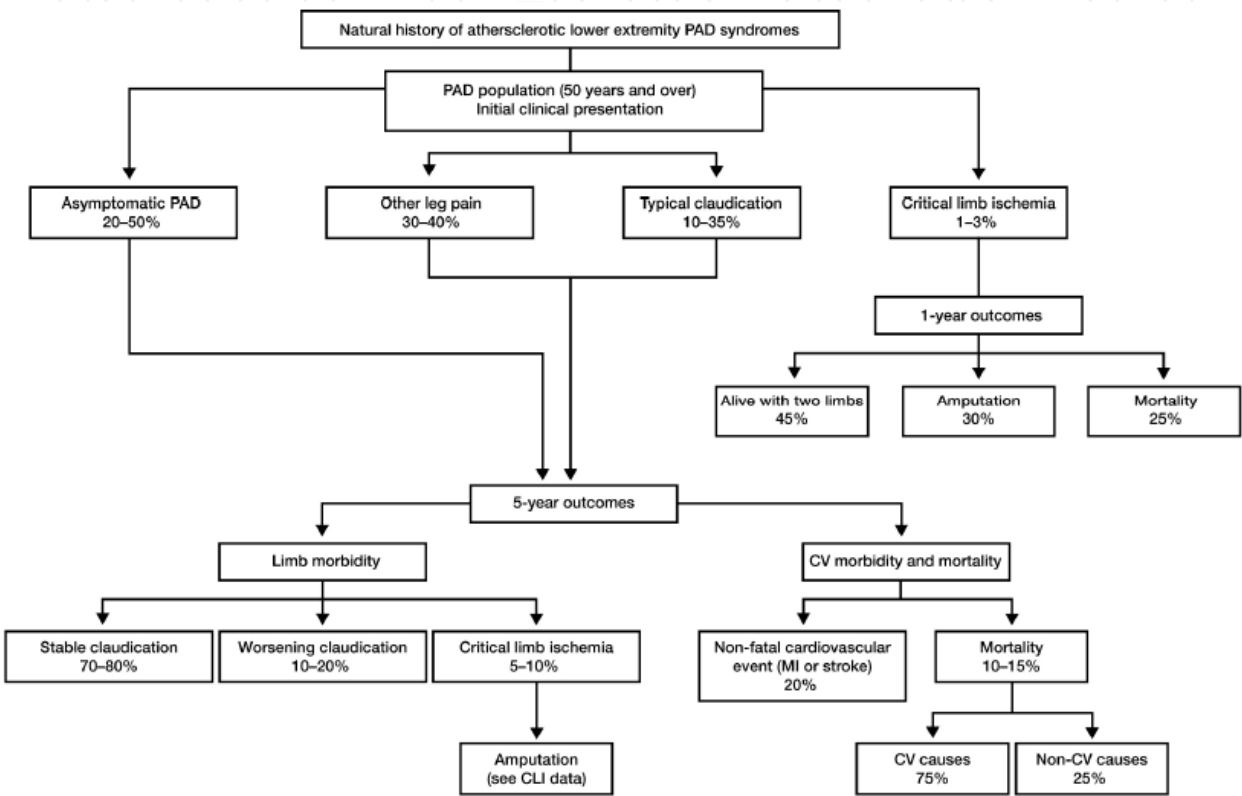 Natural history of athersclerotic lower extremity PAD syndromes
PAD population (50 years and over)
Initial clinical presentation
Asymptomatic PAD
20–50%
Other leg pain
30–40%
Typical claudication
10–35%
Critical limb ischemia
1–3%
1-year outcomes
Alive with two limbs
45%
Amputation
30%
Mortality
25%
5-year outcomes
Limb morbidity
CV morbidity and mortality
Stable claudication
70–80%
Worsening claudication
10–20%
Critical limb ischemia
5–10%
Non-fatal cardiovascular
event (MI or stroke)
20%
Mortality
10–15%
Amputation
(see CLI data)
CV causes
75%
Non-CV causes
25%